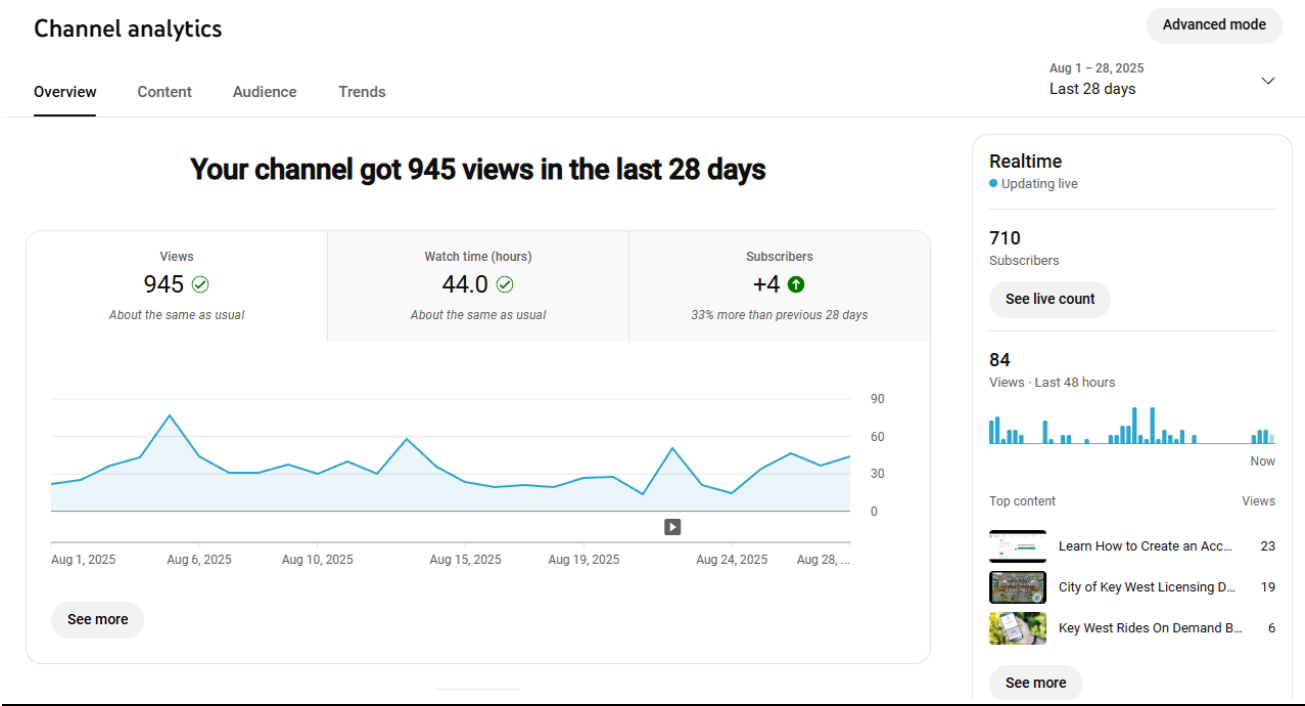 Channel analytics
Advanced mode
Overview
Content
Audience
Trends
Aug 1 – 28, 2025
Last 28 days
Your channel got 945 views in the last 28 days
Views
945
About the same as usual
Watch time (hours)
44.0
About the same as usual
Subscribers
+4
33% more than previous 28 days
90
60
30
0
Aug 1, 2025
Aug 6, 2025
Aug 10, 2025
Aug 15, 2025
Aug 19, 2025
Aug 24, 2025
Aug 28, ...
See more
Realtime
Updating live
710
Subscribers
See live count
84
Views · Last 48 hours
Now
Top content
Views
Learn How to Create an Acc...
23
City of Key West Licensing D...
19
Key West Rides On Demand B...
6
See more